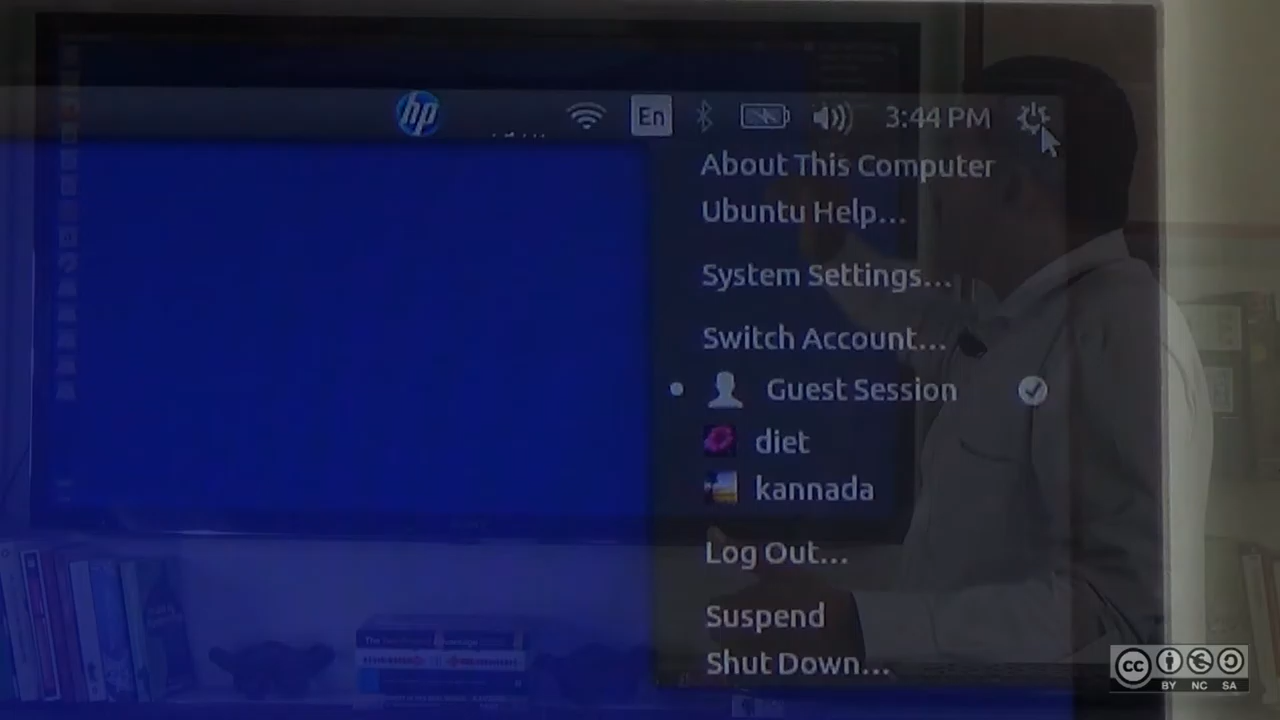 hp En 3:44 PM
About This Computer
Ubuntu Help...
System Settings...
Switch Account...
Guest Session
diet
kannada
Log Out...
Suspend
Shut Down...
cc
BY NC SA